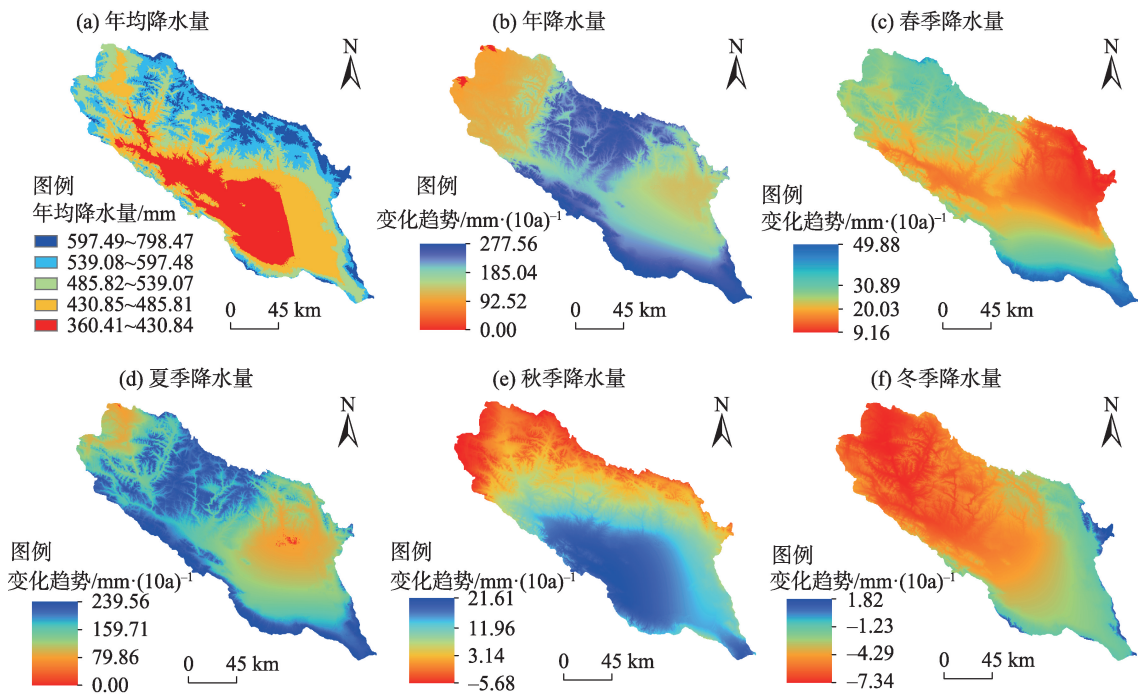 (a) 年均降水量
N
图例
年均降水量/mm
597.49~798.47
539.08~597.48
485.82~539.07
430.85~485.81
360.41~430.84
0 45 km
(b) 年降水量
N
图例
变化趋势/mm·(10a)⁻¹
277.56
185.04
92.52
0.00
0 45 km
(c) 春季降水量
N
图例
变化趋势/mm·(10a)⁻¹
49.88
30.89
20.03
9.16
0 45 km
(d) 夏季降水量
N
图例
变化趋势/mm·(10a)⁻¹
239.56
159.71
79.86
0.00
0 45 km
(e) 秋季降水量
N
图例
变化趋势/mm·(10a)⁻¹
21.61
11.96
3.14
−5.68
0 45 km
(f) 冬季降水量
N
图例
变化趋势/mm·(10a)⁻¹
1.82
−1.23
−4.29
−7.34
0 45 km